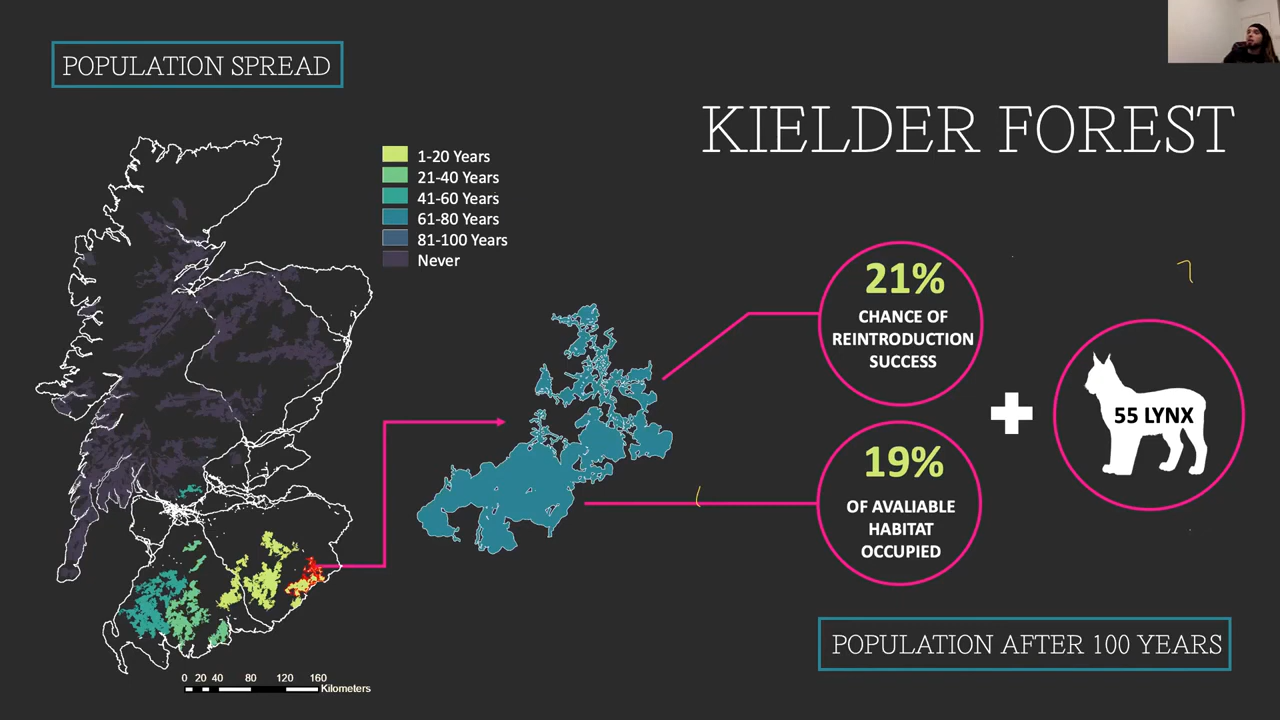 POPULATION SPREAD
KIELDER FOREST
1-20 Years
21-40 Years
41-60 Years
61-80 Years
81-100 Years
Never
21%
CHANCE OF
REINTRODUCTION
SUCCESS
55 LYNX
19%
OF AVALIABLE
HABITAT
OCCUPIED
POPULATION AFTER 100 YEARS
0 20 40 80 120 160
Kilometers